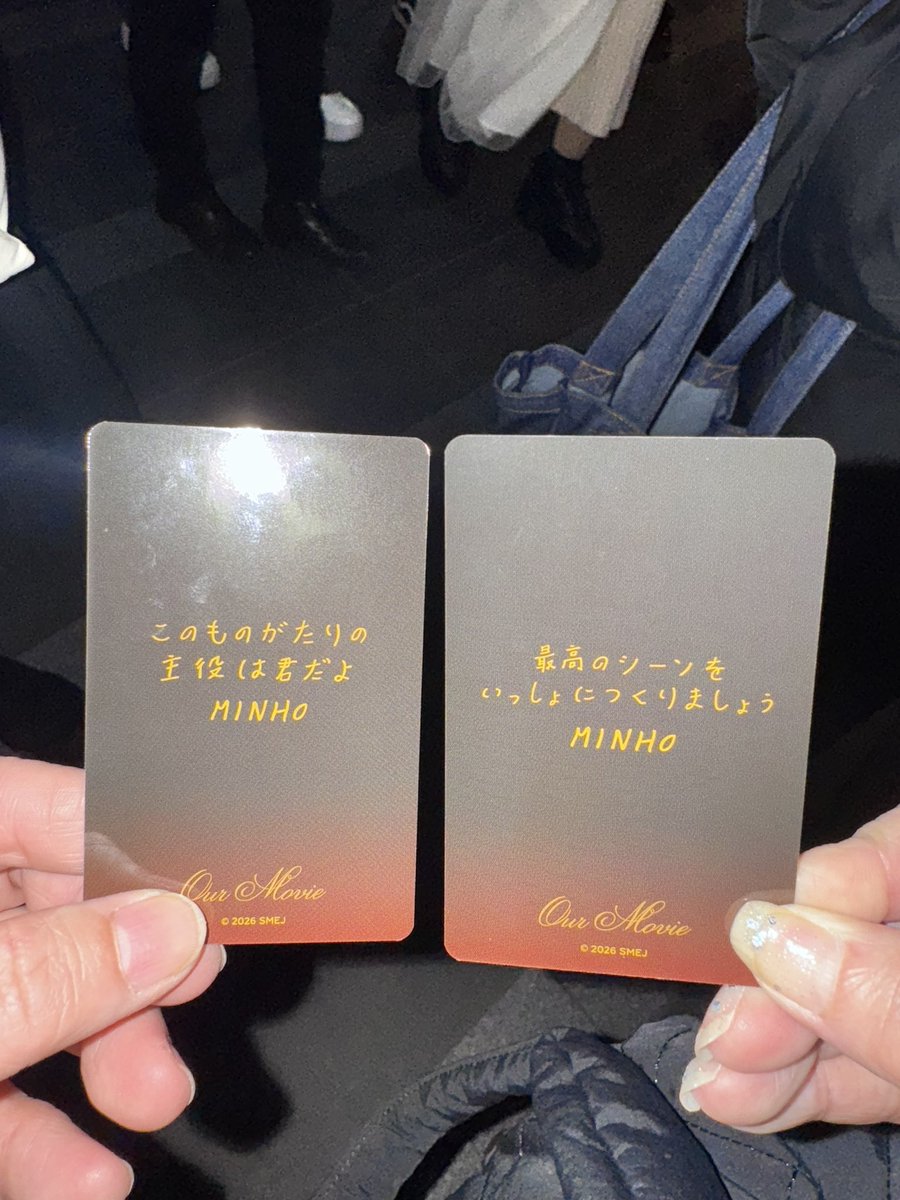 このものがたりの
主役は君だよ
MINHO
Our Movie
© 2026 SMEJ
最高のシーンを
いっしょにつくりましょう
MINHO
Our Movie
© 2026 SMEJ